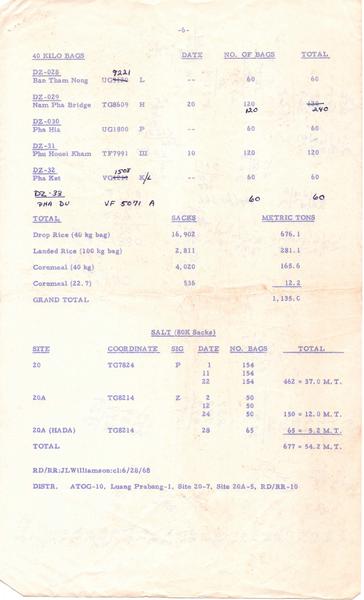 -6-
40 KILO BAGS DATE NO. OF BAGS TOTAL
DZ-028 9221
Ban Tham Nong UG9120 L -- 60 60
DZ-029
Nam Pha Bridge TG8509 H 20 120 120
120 240
DZ-030
Pha Hia UG1800 P -- 60 60
DZ-31
Phu Houei Kham TF7991 III 10 120 120
DZ-32 1508
Pha Ket VG K/L -- 60 60
DZ-33
PHA DU VF 5071 A 60 60
TOTAL SACKS METRIC TONS
Drop Rice (40 kg bag) 16,902 676.1
Landed Rice (100 kg bag) 2,811 281.1
Cornmeal (40 kg) 4,020 165.6
Cornmeal (22.7) 536 12.2
GRAND TOTAL 1,135.0
SALT (80K Sacks)
SITE COORDINATE SIG DATE NO. BAGS TOTAL
20 TG7824 P 1 154
11 154
22 154 462 = 37.0 M.T.
20A TG8214 Z 2 50
12 50
24 50 150 = 12.0 M.T.
20A (HADA) TG8214 28 65 65 = 5.2 M.T.
TOTAL 677 = 54.2 M.T.
RD/RR:JLWilliamson:cl:6/28/68
DISTR. ATOG-10, Luang Prabang-1, Site 20-7, Site 20A-5, RD/RR-10